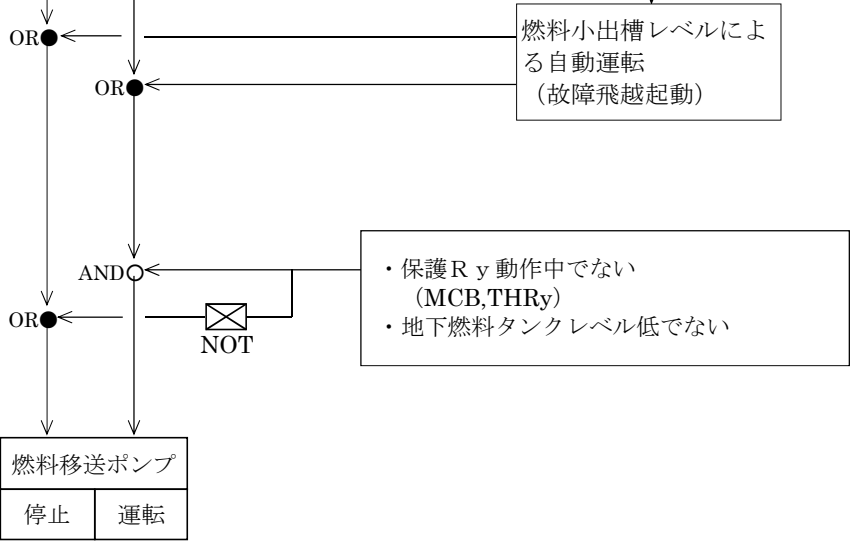 OR
燃料小出槽レベルによ
る自動運転
（故障飛越起動）
OR
AND
・保護Ｒｙ動作中でない
（MCB,THRy）
・地下燃料タンクレベル低でない
OR
NOT
燃料移送ポンプ
停止
運転